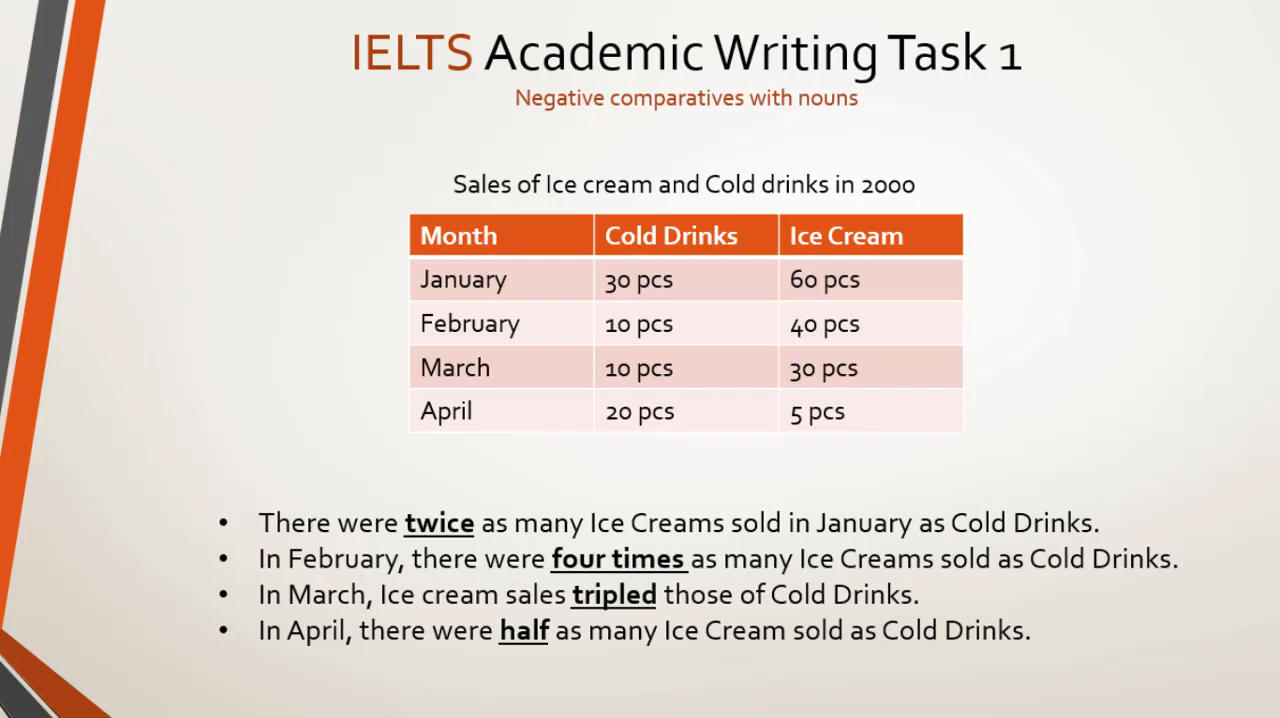 IELTS Academic Writing Task 1
Negative comparatives with nouns
Sales of Ice cream and Cold drinks in 2000
Month Cold Drinks Ice Cream
January 30 pcs 60 pcs
February 10 pcs 40 pcs
March 10 pcs 30 pcs
April 20 pcs 5 pcs
• There were twice as many Ice Creams sold in January as Cold Drinks.
• In February, there were four times as many Ice Creams sold as Cold Drinks.
• In March, Ice cream sales tripled those of Cold Drinks.
• In April, there were half as many Ice Cream sold as Cold Drinks.